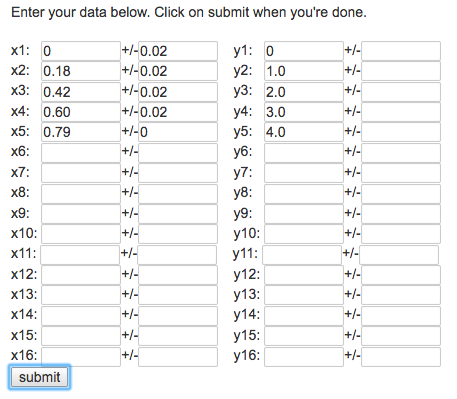 Enter your data below. Click on submit when you're done.
x1: 0 +/- 0.02 y1: 0 +/-
x2: 0.18 +/- 0.02 y2: 1.0 +/-
x3: 0.42 +/- 0.02 y3: 2.0 +/-
x4: 0.60 +/- 0.02 y4: 3.0 +/-
x5: 0.79 +/- 0 y5: 4.0 +/-
x6: +/- y6: +/-
x7: +/- y7: +/-
x8: +/- y8: +/-
x9: +/- y9: +/-
x10: +/- y10: +/-
x11: +/- y11: +/-
x12: +/- y12: +/-
x13: +/- y13: +/-
x14: +/- y14: +/-
x15: +/- y15: +/-
x16: +/- y16: +/-
submit